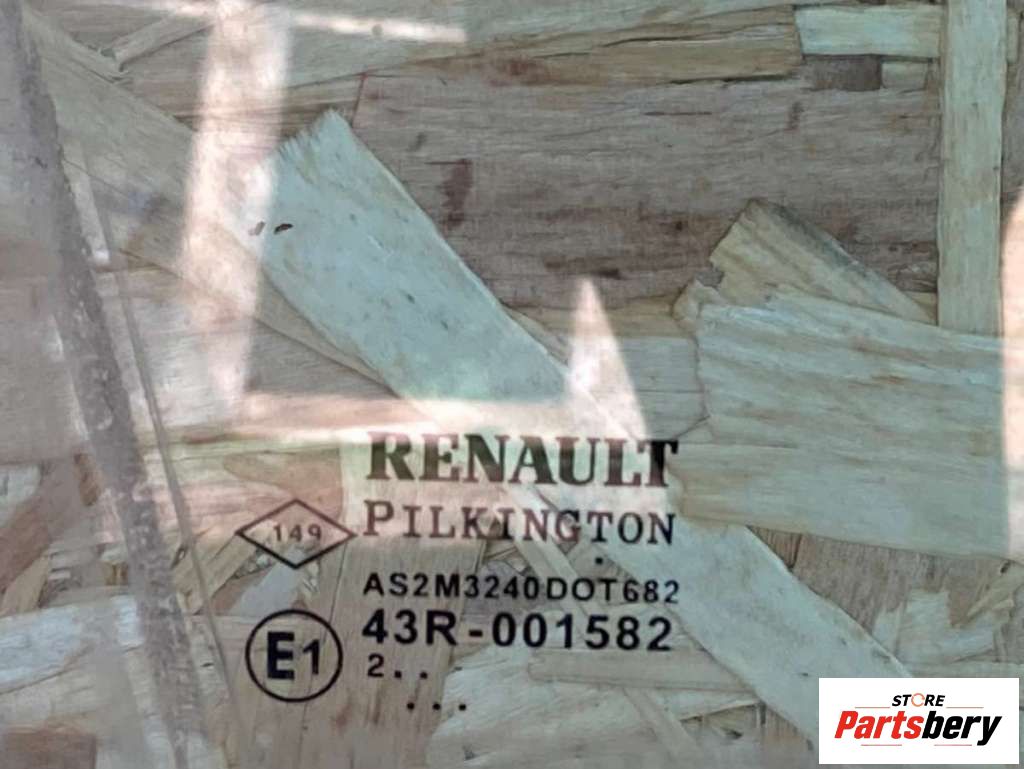 RENAULT
149
PILKINGTON
AS2M3240DOT682
E1
43R-001582
2..
...
STORE
Partsbery